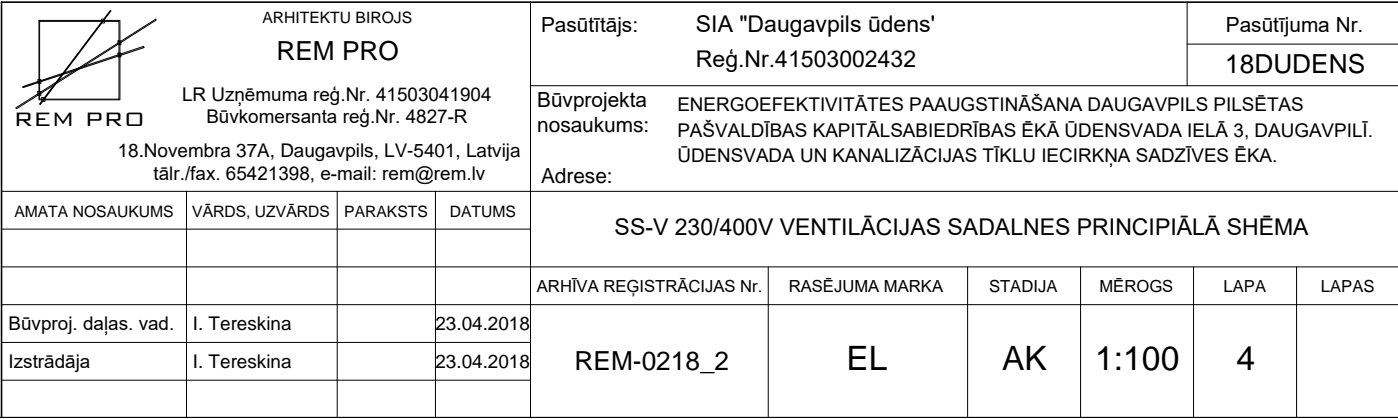 REM PRO
ARHITEKTU BIROJS
REM PRO
LR Uzņēmuma reģ.Nr. 41503041904
Būvkomersanta reģ.Nr. 4827-R
18.Novembra 37A, Daugavpils, LV-5401, Latvija
tālr./fax. 65421398, e-mail: rem@rem.lv
Pasūtītājs: SIA "Daugavpils ūdens'
Reģ.Nr.41503002432
Pasūtījuma Nr.
18DUDENS
Būvprojekta
nosaukums:
ENERGOEFEKTIVITĀTES PAAUGSTINĀŠANA DAUGAVPILS PILSĒTAS
PAŠVALDĪBAS KAPITĀLSABIEDRĪBAS ĒKĀ ŪDENSVADA IELĀ 3, DAUGAVPILĪ.
ŪDENSVADA UN KANALIZĀCIJAS TĪKLU IECIRKŅA SADZĪVES ĒKA.
Adrese:
AMATA NOSAUKUMS VĀRDS, UZVĀRDS PARAKSTS DATUMS
SS-V 230/400V VENTILĀCIJAS SADALNES PRINCIPIĀLĀ SHĒMA
ARHĪVA REĢISTRĀCIJAS Nr. RASĒJUMA MARKA STADIJA MĒROGS LAPA LAPAS
Būvproj. daļas. vad. I. Tereskina 23.04.2018
Izstrādāja I. Tereskina 23.04.2018
REM-0218_2 EL AK 1:100 4